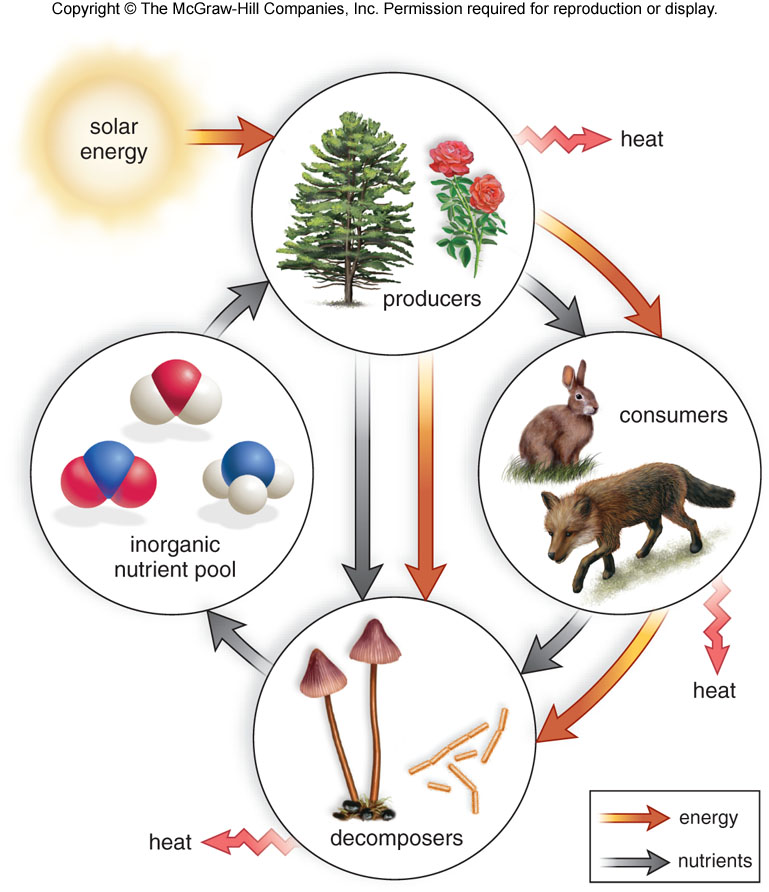 Copyright © The McGraw-Hill Companies, Inc. Permission required for reproduction or display.
solar
energy
heat
producers
consumers
inorganic
nutrient pool
heat
decomposers
heat
energy
nutrients